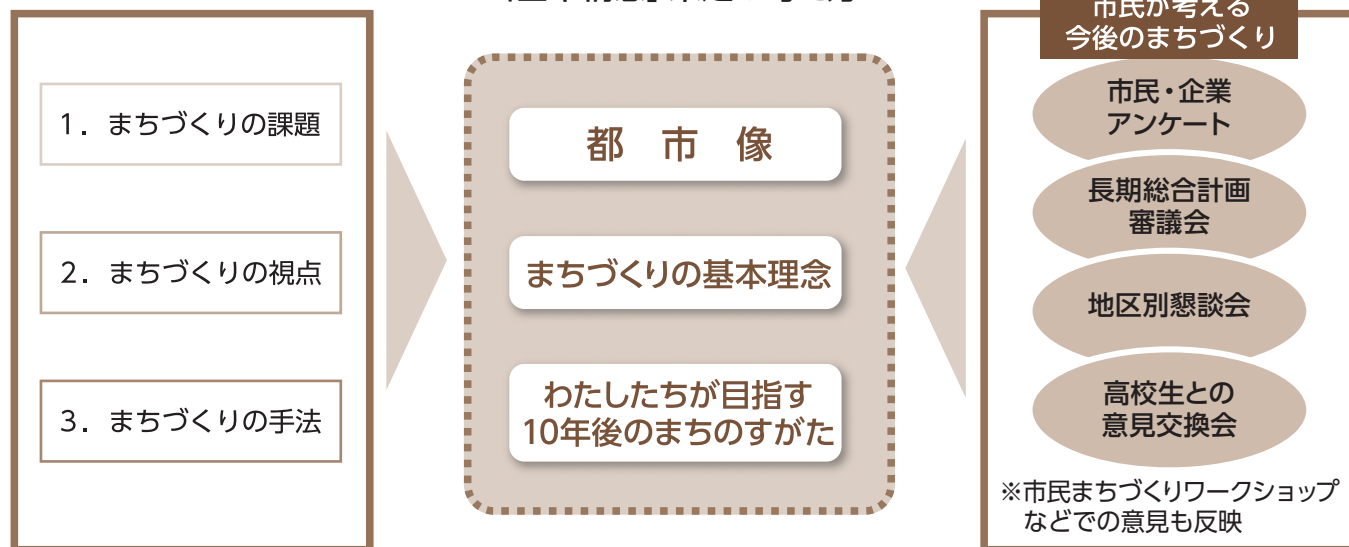 1．まちづくりの課題
2．まちづくりの視点
3．まちづくりの手法
都 市 像
まちづくりの基本理念
わたしたちが目指す
10年後のまちのすがた
市民が考える
今後のまちづくり
市民・企業
アンケート
長期総合計画
審議会
地区別懇談会
高校生との
意見交換会
※市民まちづくりワークショップ
などでの意見も反映